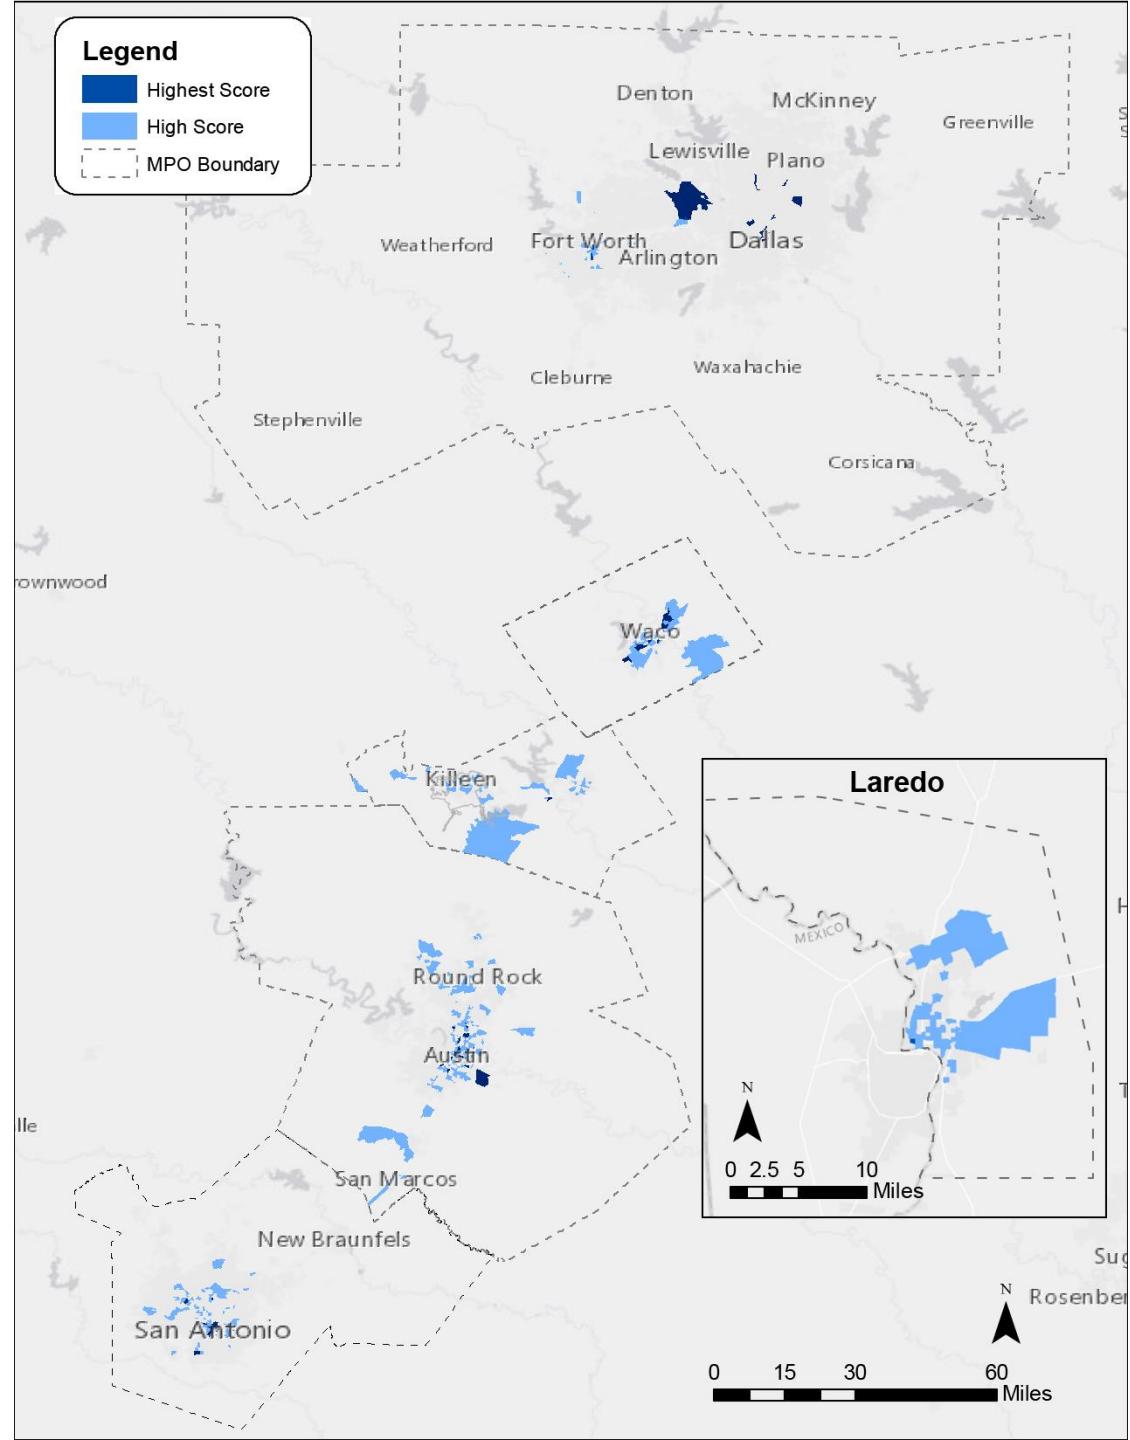 Legend
Highest Score
High Score
MPO Boundary
Denton
McKinney
Greenville
Lewisville
Plano
Weatherford
Fort Worth
Dallas
Arlington
Waxahachie
Cleburne
Stephenville
Corsicana
rownwood
Waco
Killeen
Laredo
MEXICO
Round Rock
Austin
N
lle
0 2.5 5 10
Miles
San Marcos
New Braunfels
Sug
N
Rosenber
San Antonio
0 15 30 60
Miles